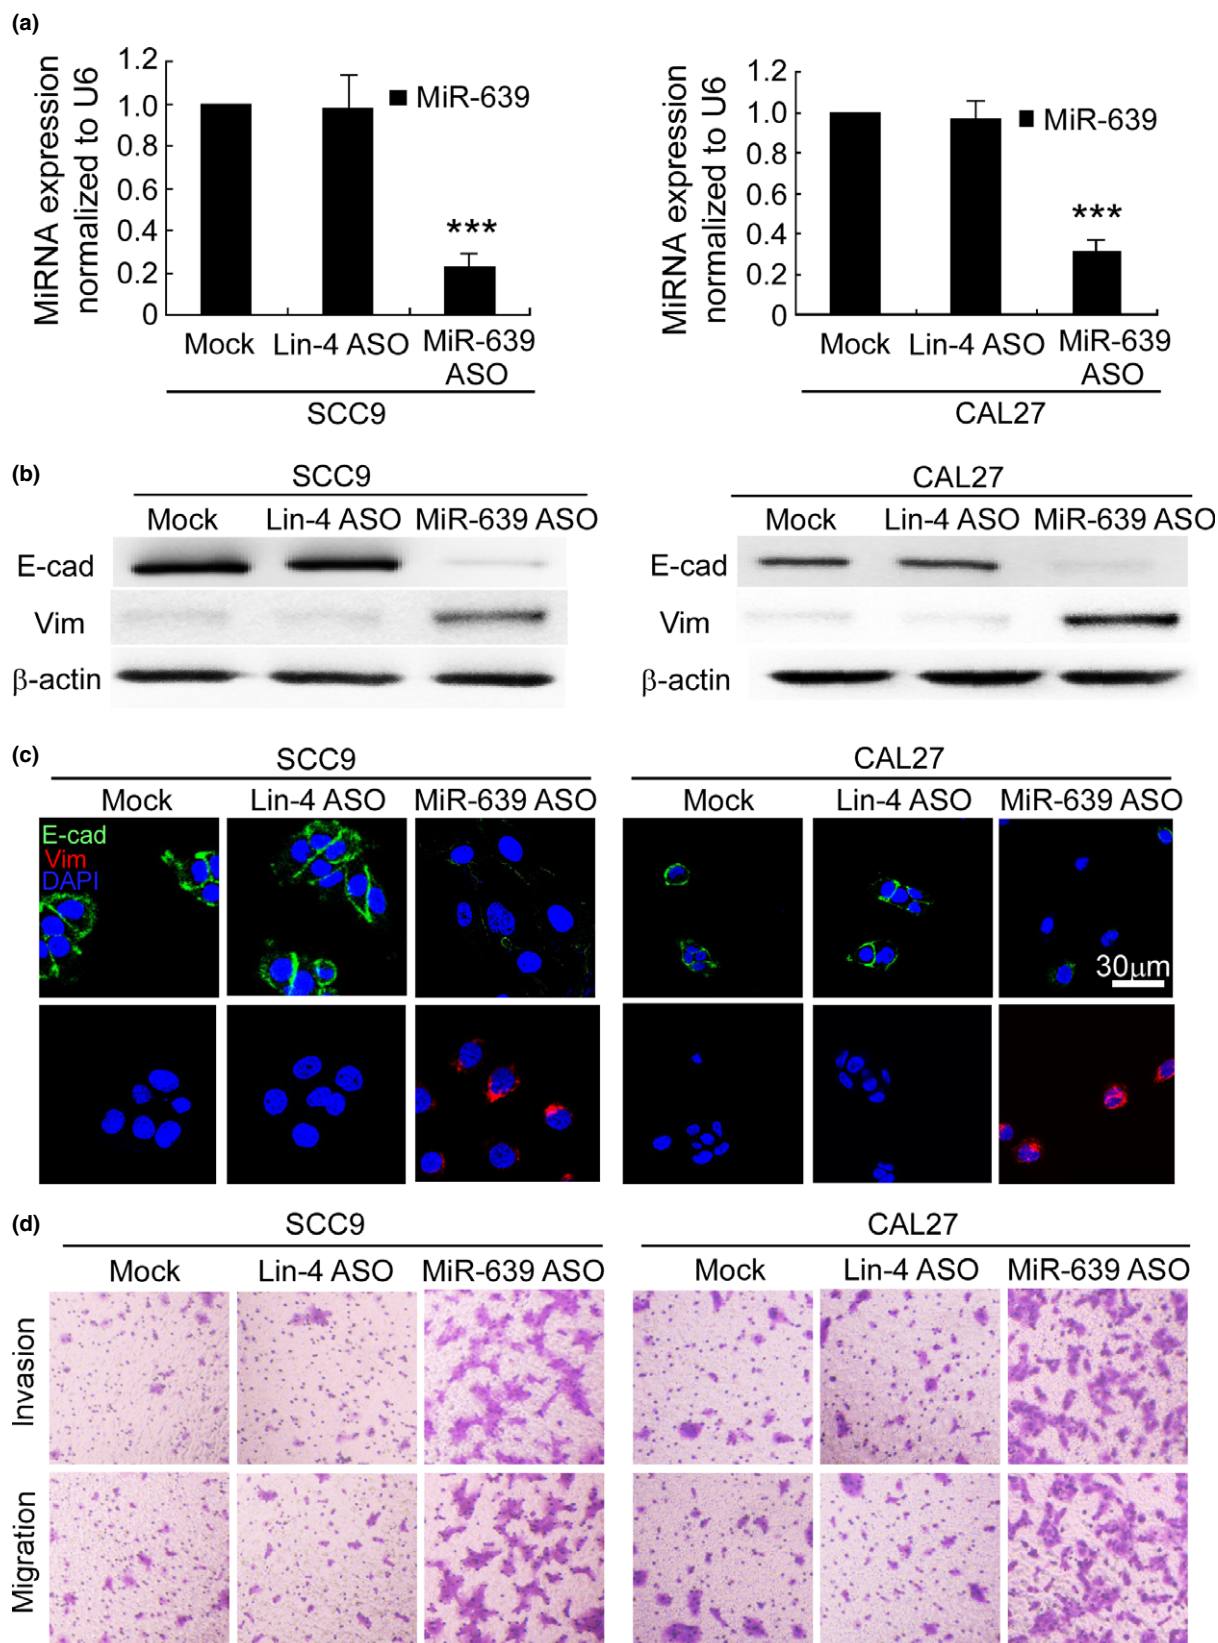 (a)
MiRNA expression
normalized to U6
1.2
1.0
0.8
0.6
0.4
0.2
0
MiR-639
***
Mock
Lin-4 ASO
MiR-639
ASO
SCC9
MiRNA expression
normalized to U6
1.2
1.0
0.8
0.6
0.4
0.2
0
MiR-639
***
Mock
Lin-4 ASO
MiR-639
ASO
CAL27
(b)
SCC9
Mock Lin-4 ASO MiR-639 ASO
E-cad
Vim
β-actin
CAL27
Mock Lin-4 ASO MiR-639 ASO
E-cad
Vim
β-actin
(c)
SCC9
Mock Lin-4 ASO MiR-639 ASO
E-cad
Vim
DAPI
CAL27
Mock Lin-4 ASO MiR-639 ASO
30μm
(d)
SCC9
Mock Lin-4 ASO MiR-639 ASO
CAL27
Mock Lin-4 ASO MiR-639 ASO
Invasion
Migration